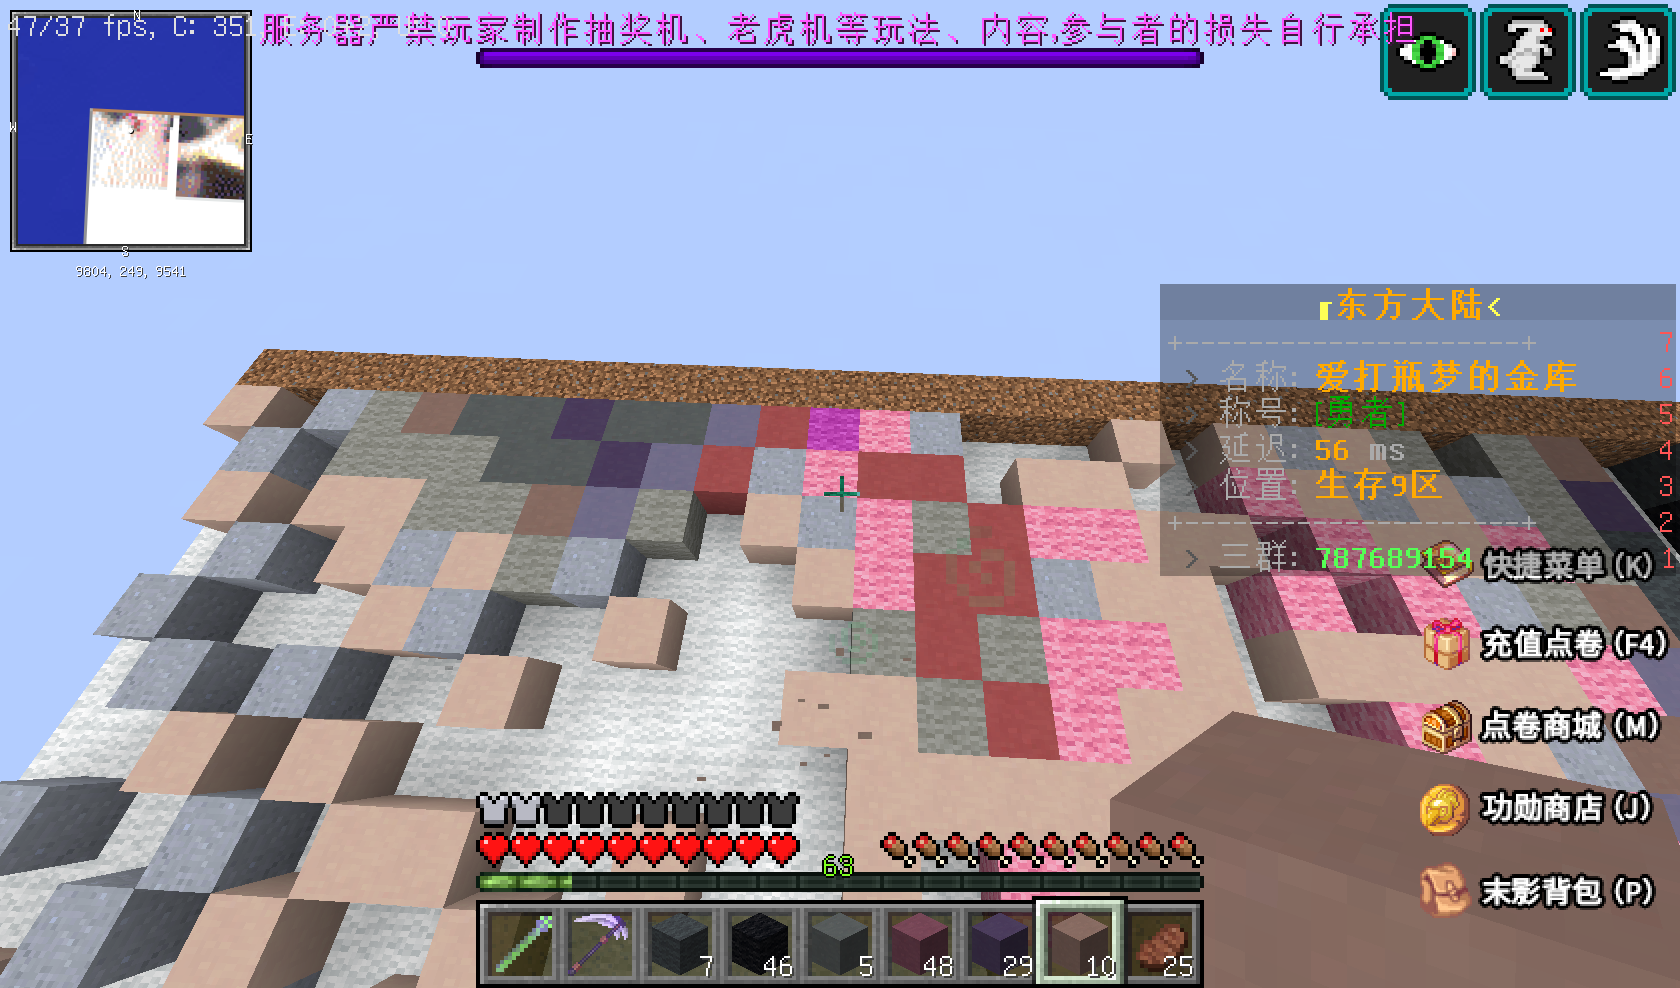 47/37 fps, C: 351
服务器严禁玩家制作抽奖机、老虎机等玩法、内容,参与者的损失自行承担
N
W
E
S
9804, 249, 9541
东方大陆<
+----------------------+ 7
> 名称: 爱打瓶梦的金库 6
称号: [勇者] 5
> 延迟: 56 ms 4
位置: 生存9区 3
+----------------------+ 2
> 三群: 787689154 1
快捷菜单(K)
充值点卷(F4)
点卷商城(M)
功勋商店(J)
末影背包(P)
68
7 46 5 48 29 10 25